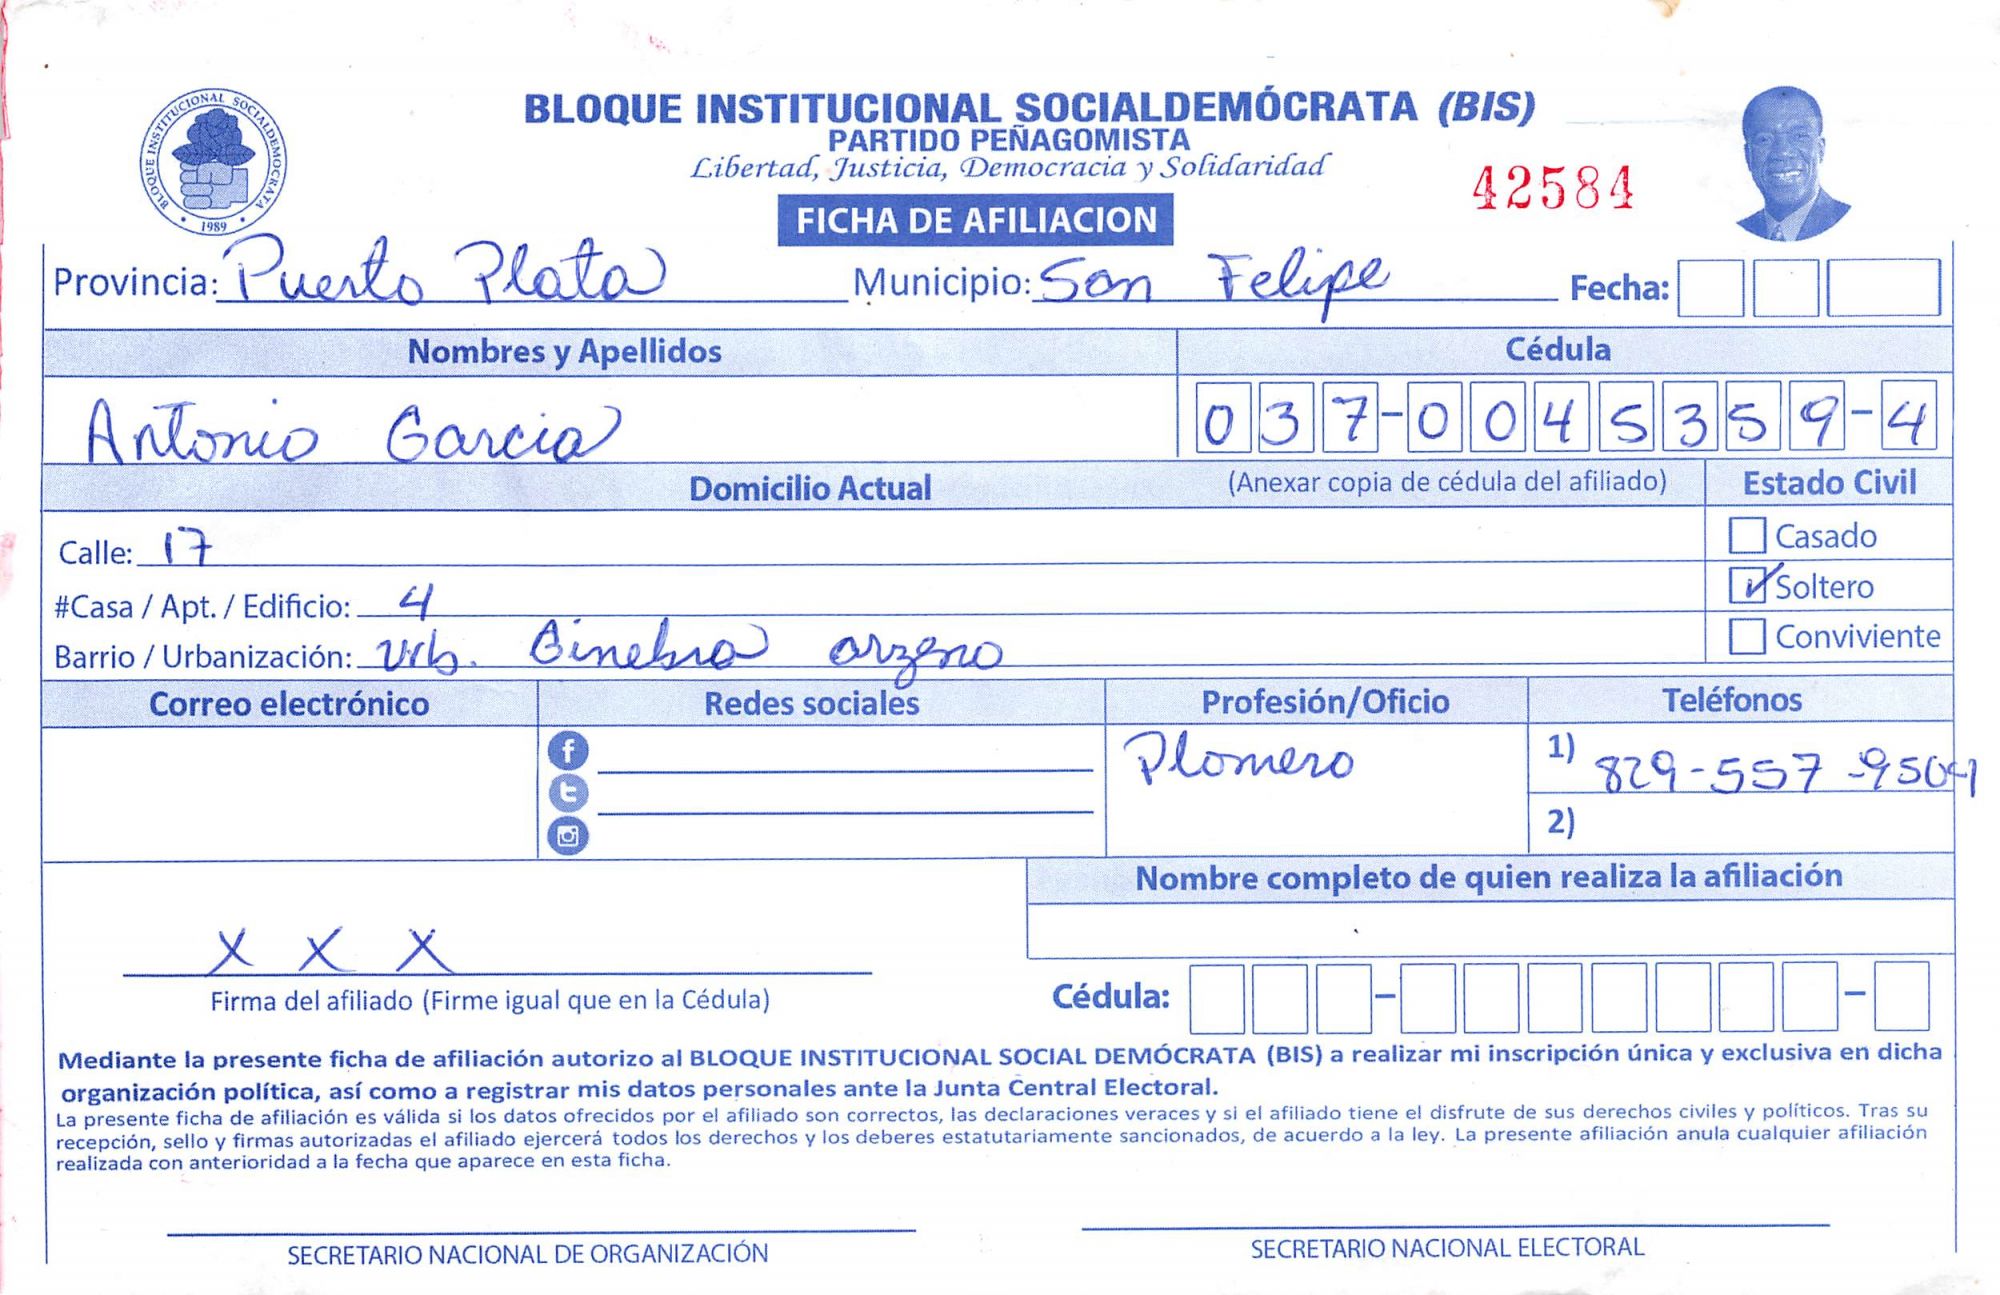 BLOQUE INSTITUCIONAL SOCIALDEMOCRATA
1989
BLOQUE INSTITUCIONAL SOCIALDEMÓCRATA (BIS)
PARTIDO PEÑAGOMISTA
Libertad, Justicia, Democracia y Solidaridad
42584
FICHA DE AFILIACION
Provincia: Puerto Plata Municipio: San Felipe Fecha:
Nombres y Apellidos Cédula
Antonio Garcia 037-0045359-4
Domicilio Actual (Anexar copia de cédula del afiliado) Estado Civil
Calle: 17 Casado
#Casa / Apt. / Edificio: 4 Soltero
Barrio / Urbanización: Urb. Ginebra arzeno Conviviente
Correo electrónico Redes sociales Profesión/Oficio Teléfonos
Plomero 1) 829-557-9504
2)
Nombre completo de quien realiza la afiliación
X X X
Firma del afiliado (Firme igual que en la Cédula) Cédula: - -
Mediante la presente ficha de afiliación autorizo al BLOQUE INSTITUCIONAL SOCIAL DEMÓCRATA (BIS) a realizar mi inscripción única y exclusiva en dicha
organización política, así como a registrar mis datos personales ante la Junta Central Electoral.
La presente ficha de afiliación es válida si los datos ofrecidos por el afiliado son correctos, las declaraciones veraces y si el afiliado tiene el disfrute de sus derechos civiles y políticos. Tras su
recepción, sello y firmas autorizadas el afiliado ejercerá todos los derechos y los deberes estatutariamente sancionados, de acuerdo a la ley. La presente afiliación anula cualquier afiliación
realizada con anterioridad a la fecha que aparece en esta ficha.
SECRETARIO NACIONAL DE ORGANIZACIÓN SECRETARIO NACIONAL ELECTORAL